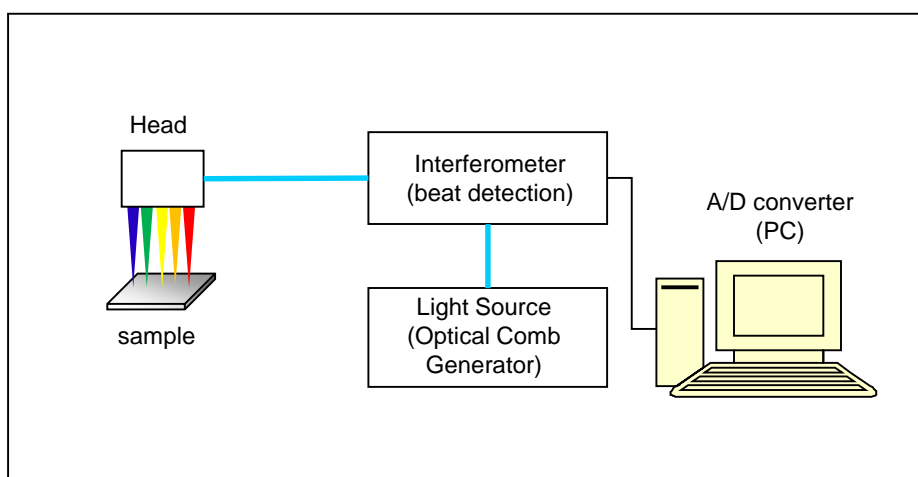 Head
sample
Interferometer
(beat detection)
Light Source
(Optical Comb
Generator)
A/D converter
(PC)